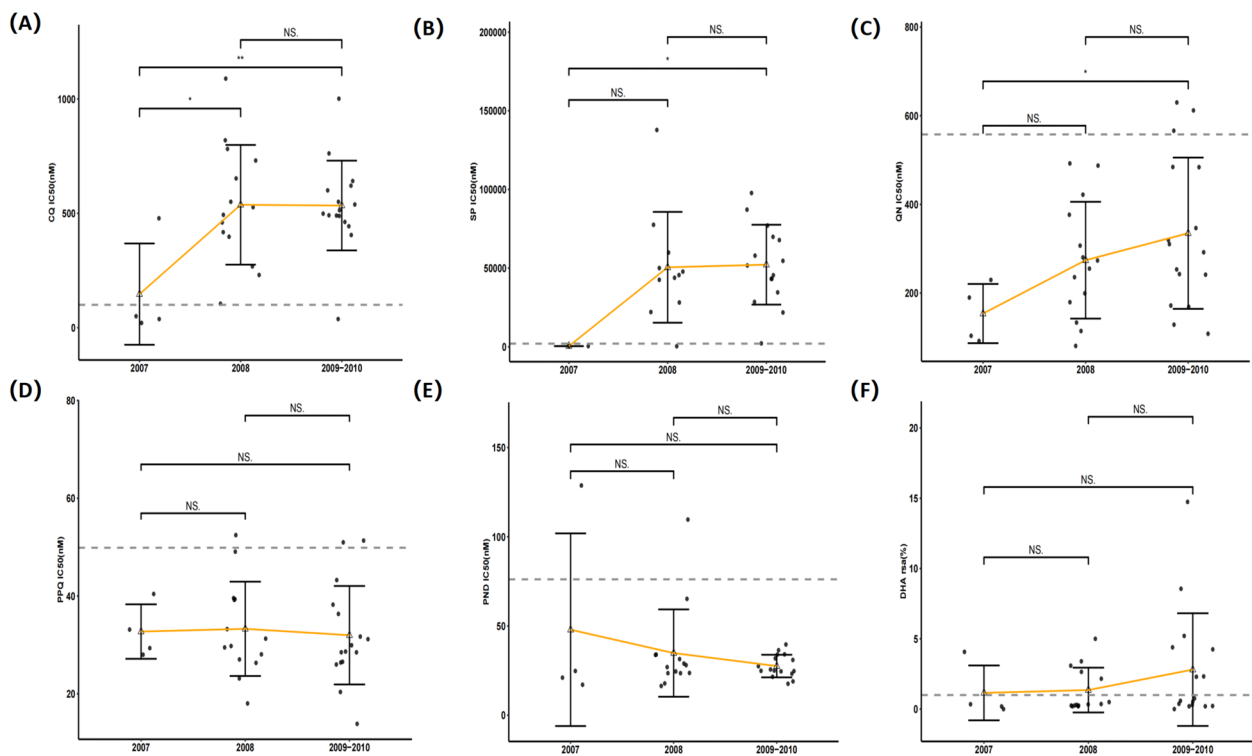 (A)
NS.
**
*
CQ IC50(nM)
1000
500
0
2007
2008
2009-2010
(B)
NS.
*
NS.
SP IC50(nM)
200000
150000
100000
50000
0
2007
2008
2009-2010
(C)
NS.
*
NS.
QN IC50(nM)
800
600
400
200
2007
2008
2009-2010
(D)
NS.
NS.
NS.
PPQ IC50(nM)
80
60
40
20
2007
2008
2009-2010
(E)
NS.
NS.
NS.
PND IC50(nM)
150
100
50
0
2007
2008
2009-2010
(F)
NS.
NS.
NS.
DHA rsa(%)
20
15
10
5
0
2007
2008
2009-2010